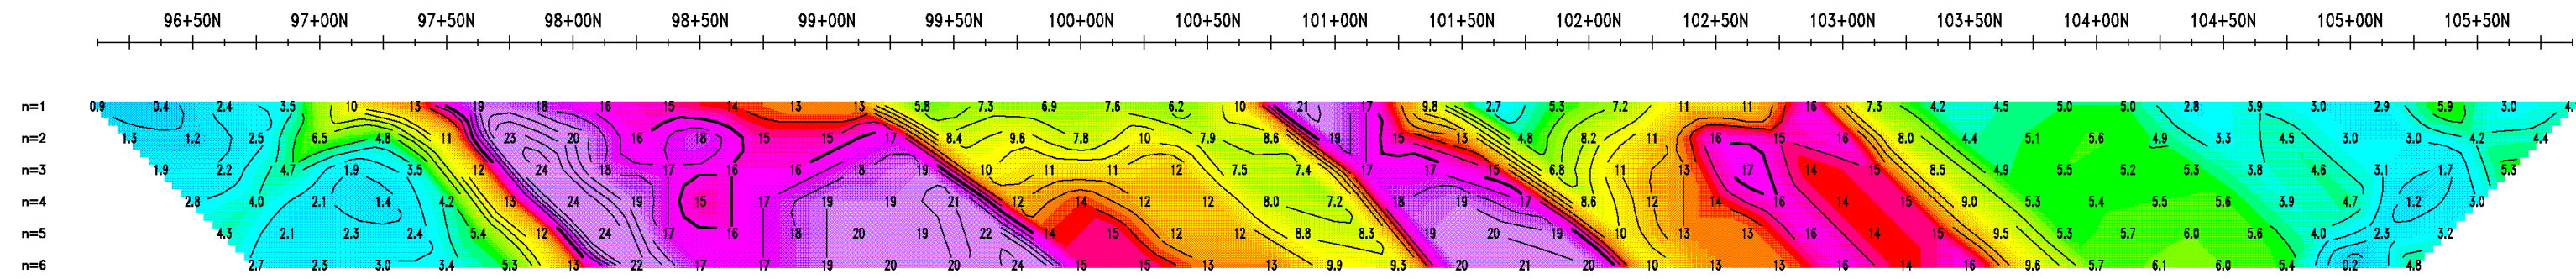 96+50N 97+00N 97+50N 98+00N 98+50N 99+00N 99+50N 100+00N 100+50N 101+00N 101+50N 102+00N 102+50N 103+00N 103+50N 104+00N 104+50N 105+00N 105+50N
n=1 0.9 0.4 2.4 3.5 10 13 19 18 16 15 14 13 13 5.8 7.3 6.9 7.6 6.2 10 21 17 9.8 2.7 5.3 7.2 11 11 16 7.3 4.2 4.5 5.0 5.0 2.8 3.9 3.0 2.9 5.9 3.0
n=2 1.3 1.2 2.5 6.5 4.8 11 23 20 16 18 15 15 17 8.4 9.6 7.8 10 7.9 8.6 19 15 13 4.8 8.2 11 16 15 16 8.0 4.4 5.1 5.6 4.9 3.3 4.5 3.0 3.0 4.2 4.4
n=3 1.9 2.2 4.7 1.9 3.5 12 24 18 17 16 16 18 19 10 11 11 12 7.5 7.4 17 17 15 6.8 11 13 17 14 15 8.5 4.9 5.5 5.2 5.3 3.8 4.6 3.1 1.7 5.3
n=4 2.8 4.0 2.1 1.4 4.2 13 24 19 15 17 19 19 21 12 14 12 12 8.0 7.2 18 19 17 8.6 12 14 16 14 15 9.0 5.3 5.4 5.5 5.6 3.9 4.7 1.2 3.0
n=5 4.3 2.1 2.3 2.4 5.4 12 24 17 16 18 20 19 22 14 15 12 12 8.8 8.3 19 20 19 10 13 13 16 14 15 9.5 5.3 5.7 6.0 5.6 4.0 2.3 3.2
n=6 2.7 2.3 3.0 3.4 5.3 13 22 17 17 19 20 20 24 15 15 13 13 9.9 9.3 20 21 20 10 13 13 16 14 16 9.6 5.7 6.1 6.0 5.4 0.2 4.8